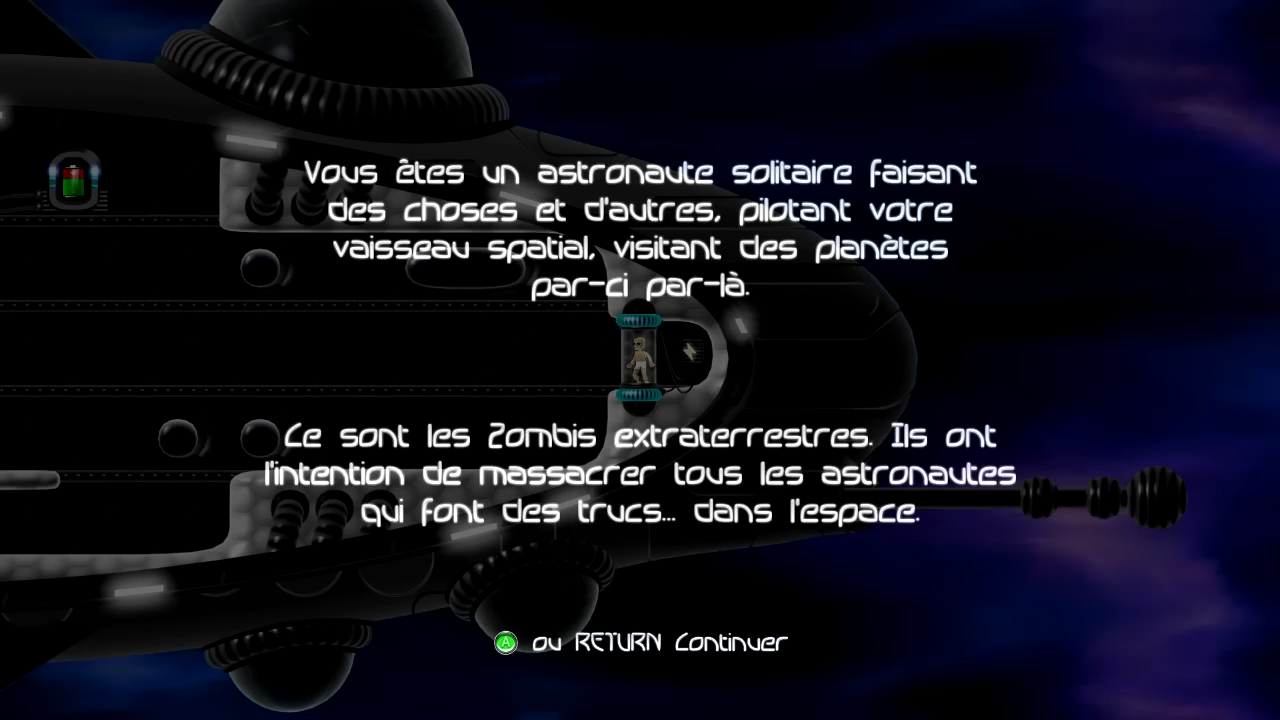 Vous êtes un astronaute solitaire faisant
des choses et d'autres, pilotant votre
vaisseau spatial, visitant des planètes
par-ci par-là.
Ce sont les Zombis extraterrestres. Ils ont
l'intention de massacrer tous les astronautes
qui font des trucs... dans l'espace.
A ou RETURN Continuer